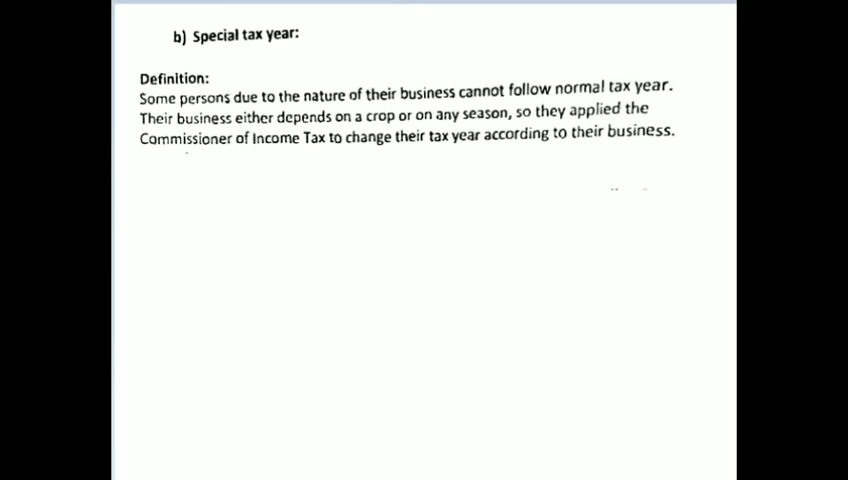 b) Special tax year:
Definition:
Some persons due to the nature of their business cannot follow normal tax year.
Their business either depends on a crop or on any season, so they applied the
Commissioner of Income Tax to change their tax year according to their business.